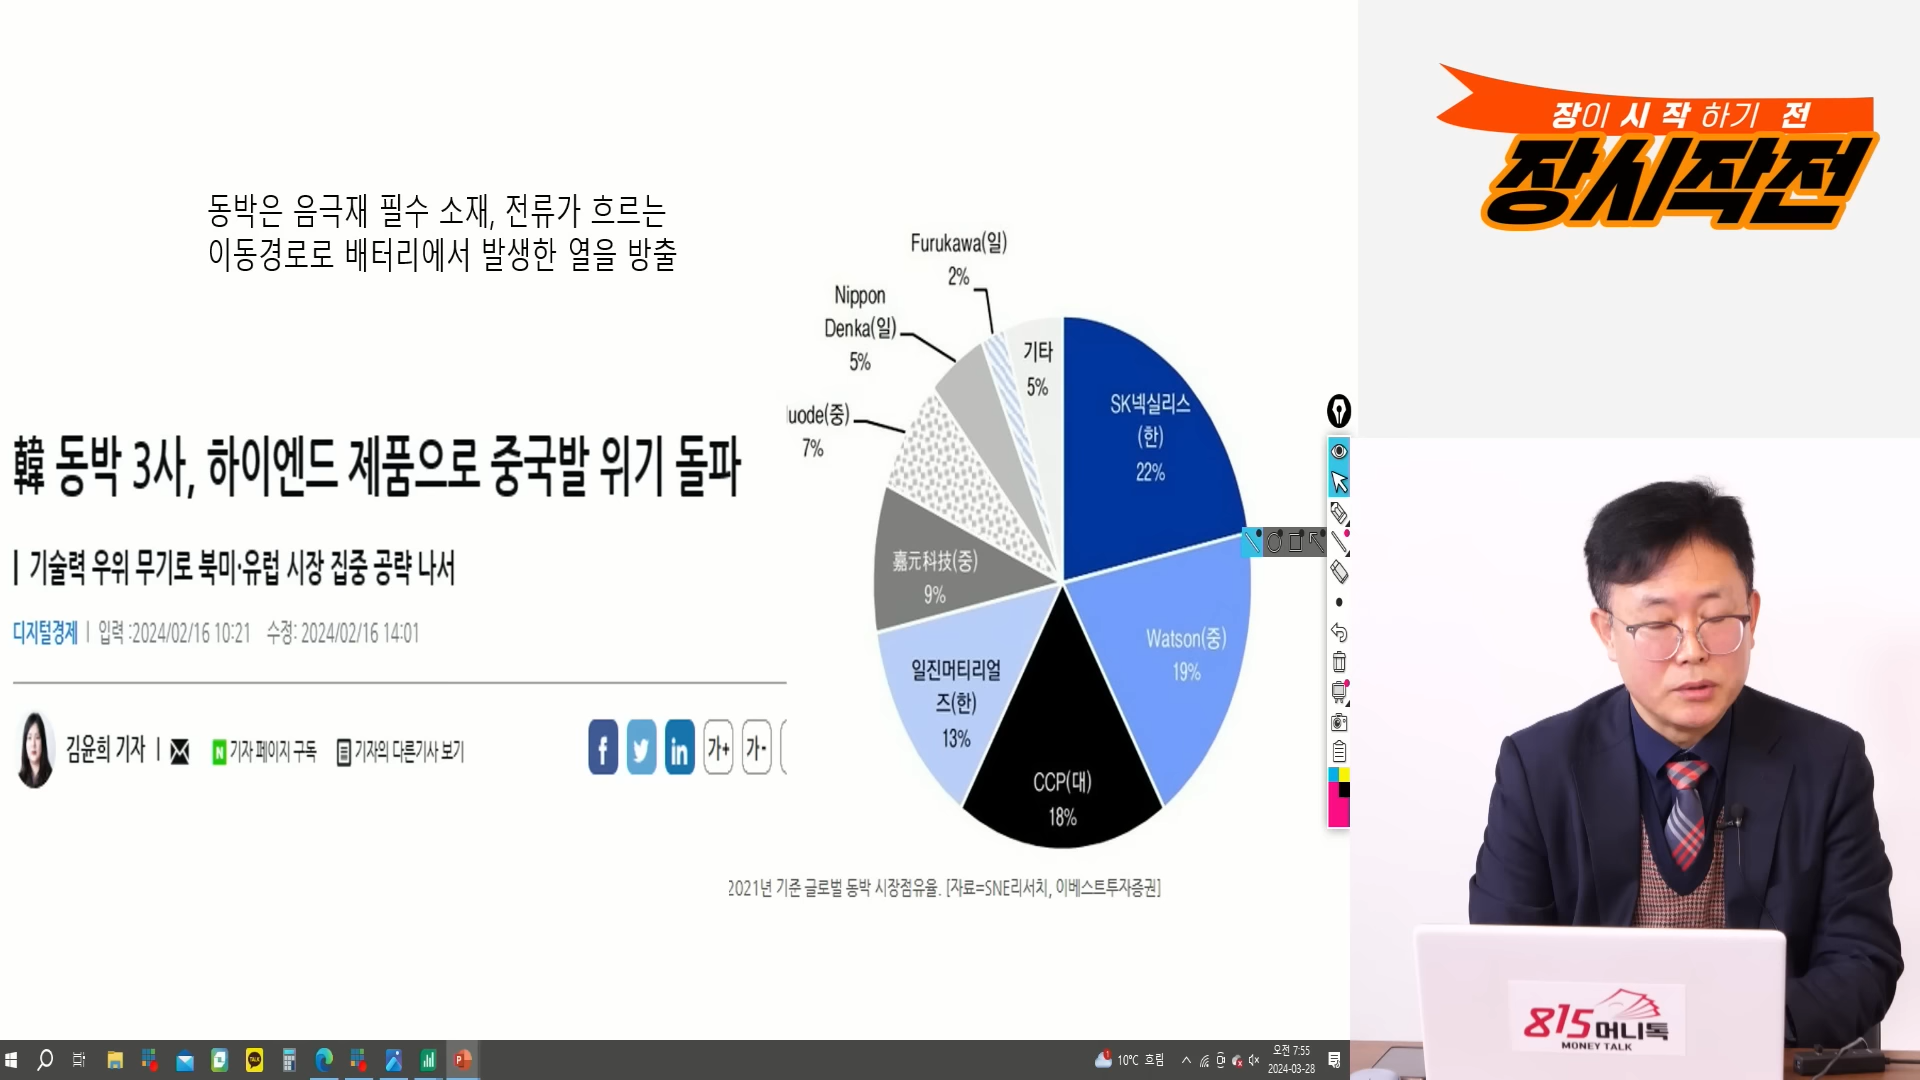 동박은 음극재 필수 소재, 전류가 흐르는
이동경로로 배터리에서 발생한 열을 방출
韓 동박 3사, 하이엔드 제품으로 중국발 위기 돌파
기술력 우위 무기로 북미·유럽 시장 집중 공략 나서
디지털경제 | 입력 :2024/02/16 10:21 수정: 2024/02/16 14:01
김윤희 기자 |
N 기자 페이지 구독
기자의 다른기사 보기
f
in
가+
가-
Furukawa(일)
2%
Nippon
Denka(일)
5%
uode(중)
7%
기타
5%
SK넥실리스
(한)
22%
嘉元科技(중)
9%
Watson(중)
19%
일진머티리얼
즈(한)
13%
CCP(대)
18%
2021년 기준 글로벌 동박 시장점유율. [자료=SNE리서치, 이베스트투자증권]
장이 시작하기 전
장시작전
815머니톡
MONEY TALK
TALK
10℃ 흐림
오전 7:55
2024-03-28